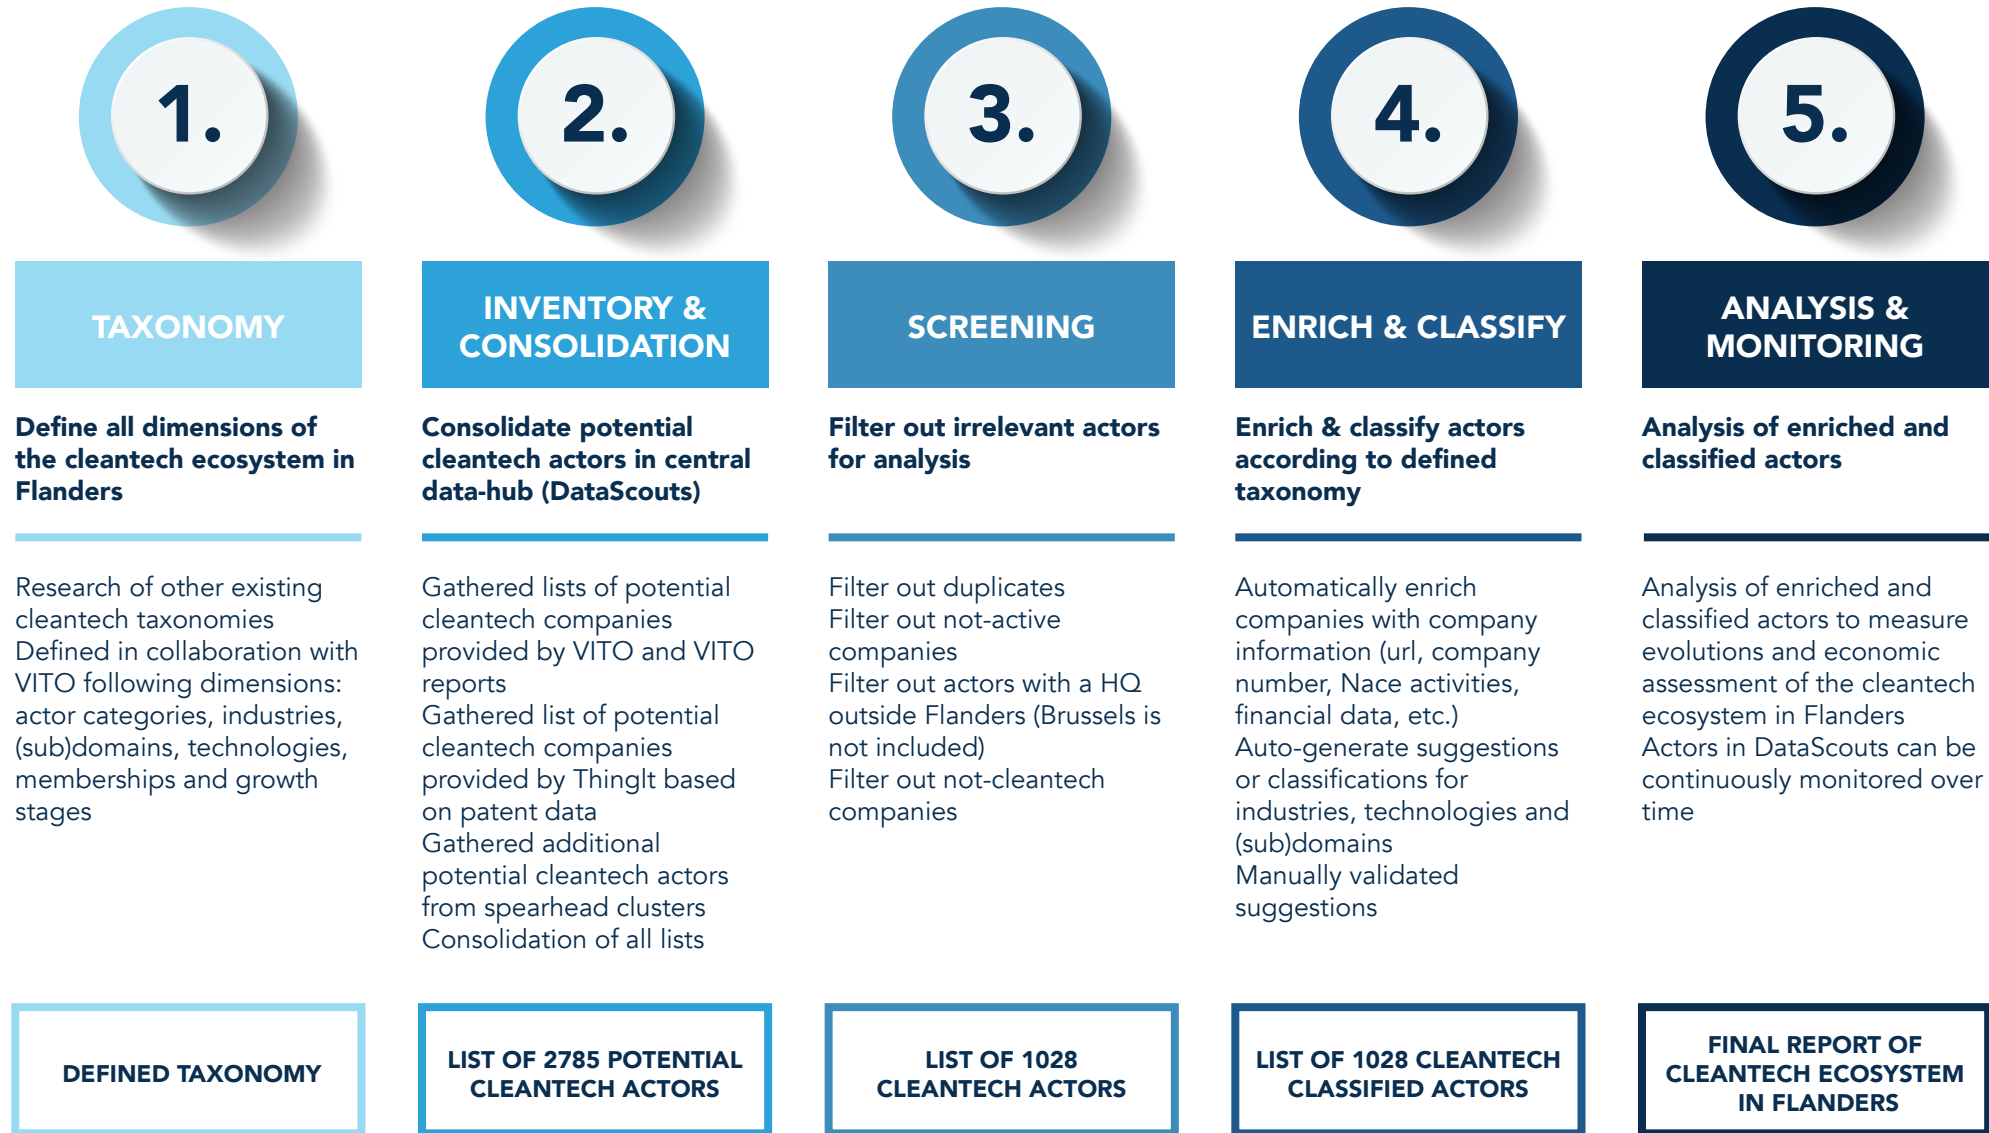 1.
TAXONOMY
Define all dimensions of
the cleantech ecosystem in
Flanders
Research of other existing
cleantech taxonomies
Defined in collaboration with
VITO following dimensions:
actor categories, industries,
(sub)domains, technologies,
memberships and growth
stages
DEFINED TAXONOMY
2.
INVENTORY &
CONSOLIDATION
Consolidate potential
cleantech actors in central
data-hub (DataScouts)
Gathered lists of potential
cleantech companies
provided by VITO and VITO
reports
Gathered list of potential
cleantech companies
provided by ThingIt based
on patent data
Gathered additional
potential cleantech actors
from spearhead clusters
Consolidation of all lists
LIST OF 2785 POTENTIAL
CLEANTECH ACTORS
3.
SCREENING
Filter out irrelevant actors
for analysis
Filter out duplicates
Filter out not-active
companies
Filter out actors with a HQ
outside Flanders (Brussels is
not included)
Filter out not-cleantech
companies
LIST OF 1028
CLEANTECH ACTORS
4.
ENRICH & CLASSIFY
Enrich & classify actors
according to defined
taxonomy
Automatically enrich
companies with company
information (url, company
number, Nace activities,
financial data, etc.)
Auto-generate suggestions
or classifications for
industries, technologies and
(sub)domains
Manually validated
suggestions
LIST OF 1028 CLEANTECH
CLASSIFIED ACTORS
5.
ANALYSIS &
MONITORING
Analysis of enriched and
classified actors
Analysis of enriched and
classified actors to measure
evolutions and economic
assessment of the cleantech
ecosystem in Flanders
Actors in DataScouts can be
continuously monitored over
time
FINAL REPORT OF
CLEANTECH ECOSYSTEM
IN FLANDERS